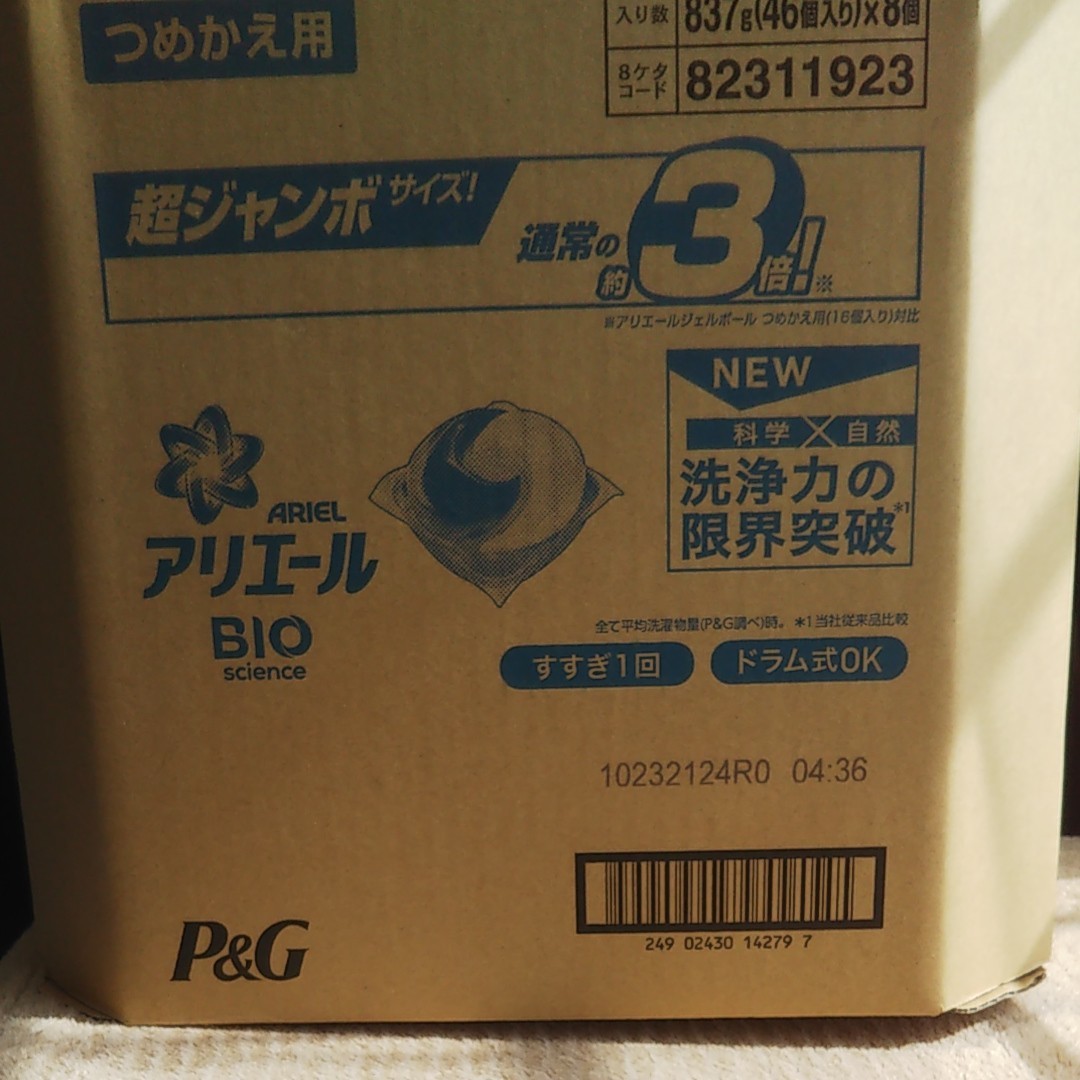 つめかえ用
入り数 837g(46個入り)×8個
8ケタコード 82311923
超ジャンボサイズ!
通常の約3倍!※
※アリエールジェルボール つめかえ用(16個入り)対比
NEW
科学×自然
洗浄力の
限界突破*1
ARIEL
アリエール
BIO
science
全て平均洗濯物量(P&G調べ)時。 *1当社従来品比較
すすぎ1回 ドラム式OK
10232124R0 04:36
249 02430 14279 7
P&G